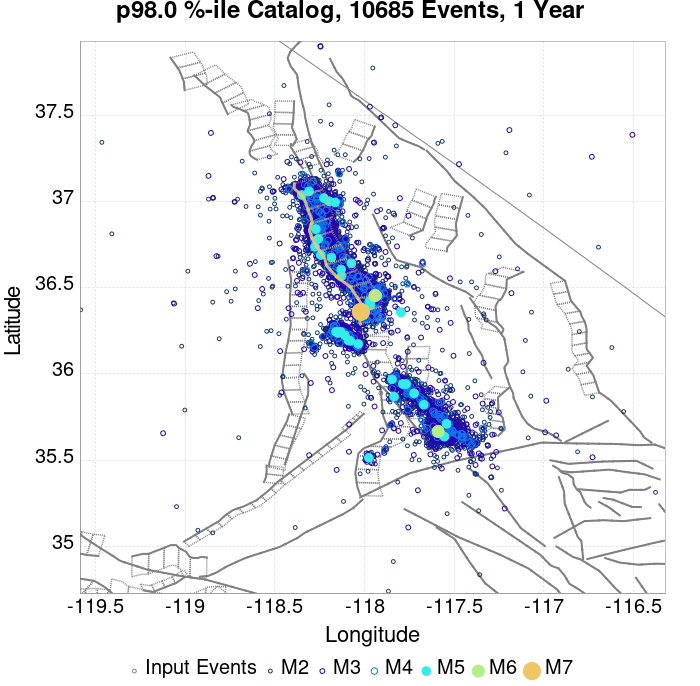 p98.0 %-ile Catalog, 10685 Events, 1 Year
37.5
37
36.5
36
35.5
35
Latitude
-119.5 -119 -118.5 -118 -117.5 -117 -116.5
Longitude
Input Events M2 M3 M4 M5 M6 M7